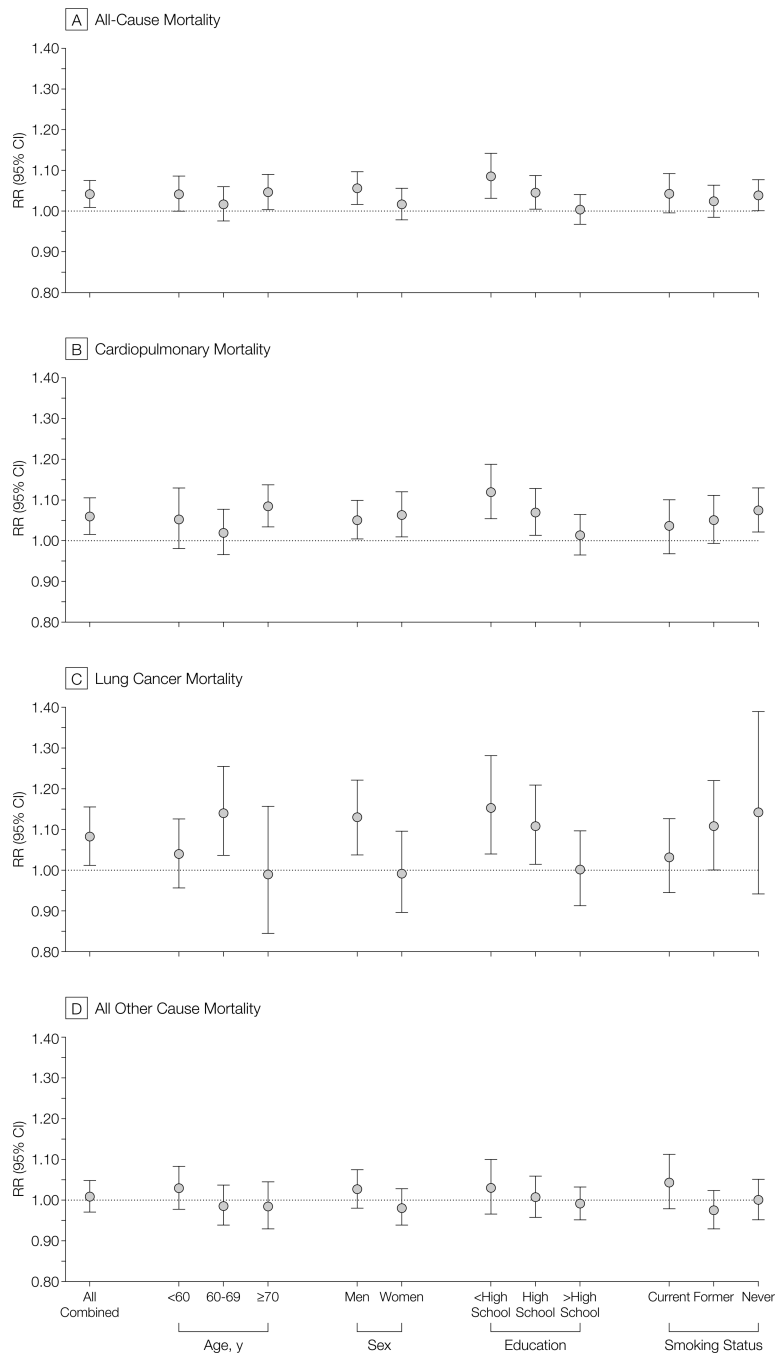 A All-Cause Mortality
1.40
1.30
1.20
1.10
1.00
0.90
0.80
RR (95% CI)
B Cardiopulmonary Mortality
1.40
1.30
1.20
1.10
1.00
0.90
0.80
RR (95% CI)
C Lung Cancer Mortality
1.40
1.30
1.20
1.10
1.00
0.90
0.80
RR (95% CI)
D All Other Cause Mortality
1.40
1.30
1.20
1.10
1.00
0.90
0.80
RR (95% CI)
All <60 60-69 ≥70 Men Women <High High >High Current Former Never
Combined School School School
Age, y Sex Education Smoking Status